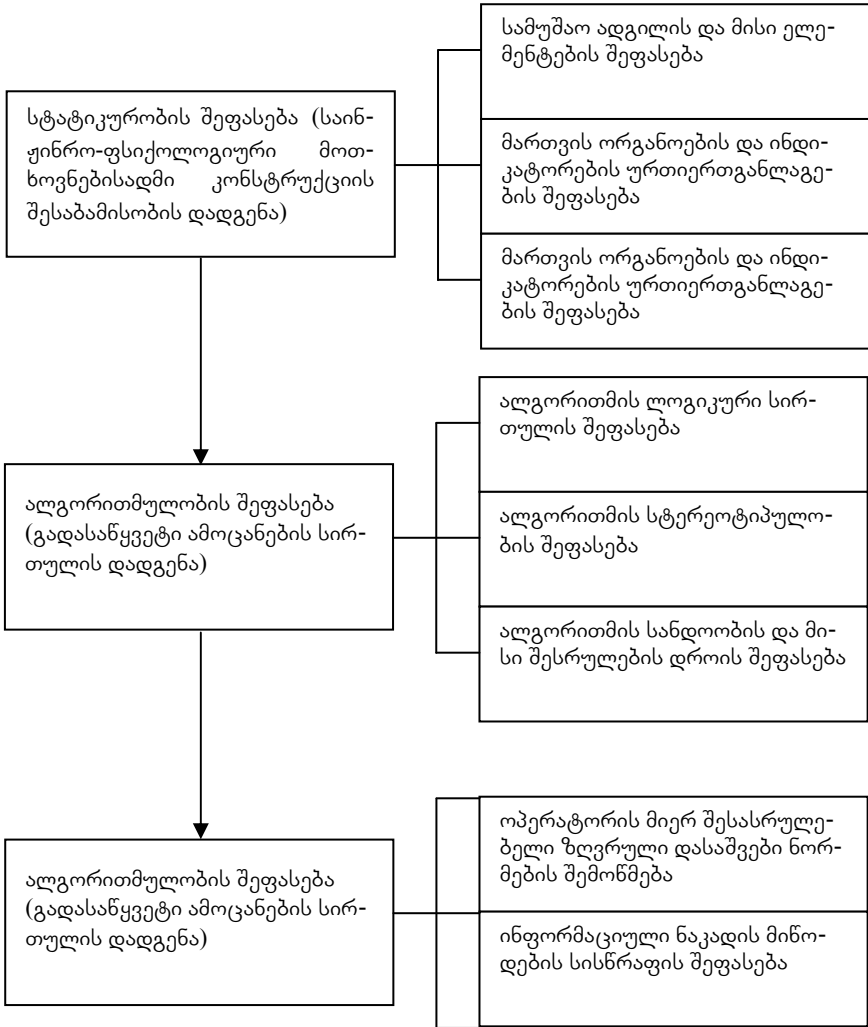 სამუშაო ადგილის და მისი ელე-
მენტების შეფასება
სტატიკურობის შეფასება (საინ-
ჟინრო-ფსიქოლოგიური მოთ-
ხოვნებისადმი კონსტრუქციის
შესაბამისობის დადგენა)
მართვის ორგანოების და ინდი-
კატორების ურთიერთგანლაგე-
ბის შეფასება
მართვის ორგანოების და ინდი-
კატორების ურთიერთგანლაგე-
ბის შეფასება
ალგორითმულობის შეფასება
(გადასაწყვეტი ამოცანების სირ-
თულის დადგენა)
ალგორითმის ლოგიკური სირ-
თულის შეფასება
ალგორითმის სტერეოტიპულო-
ბის შეფასება
ალგორითმის სანდოობის და მი-
სი შესრულების დროის შეფასება
ალგორითმულობის შეფასება
(გადასაწყვეტი ამოცანების სირ-
თულის დადგენა)
ოპერატორის მიერ შესასრულე-
ბელი ზღვრული დასაშვები ნორ-
მების შემოწმება
ინფორმაციული ნაკადის მიწო-
დების სისწრაფის შეფასება